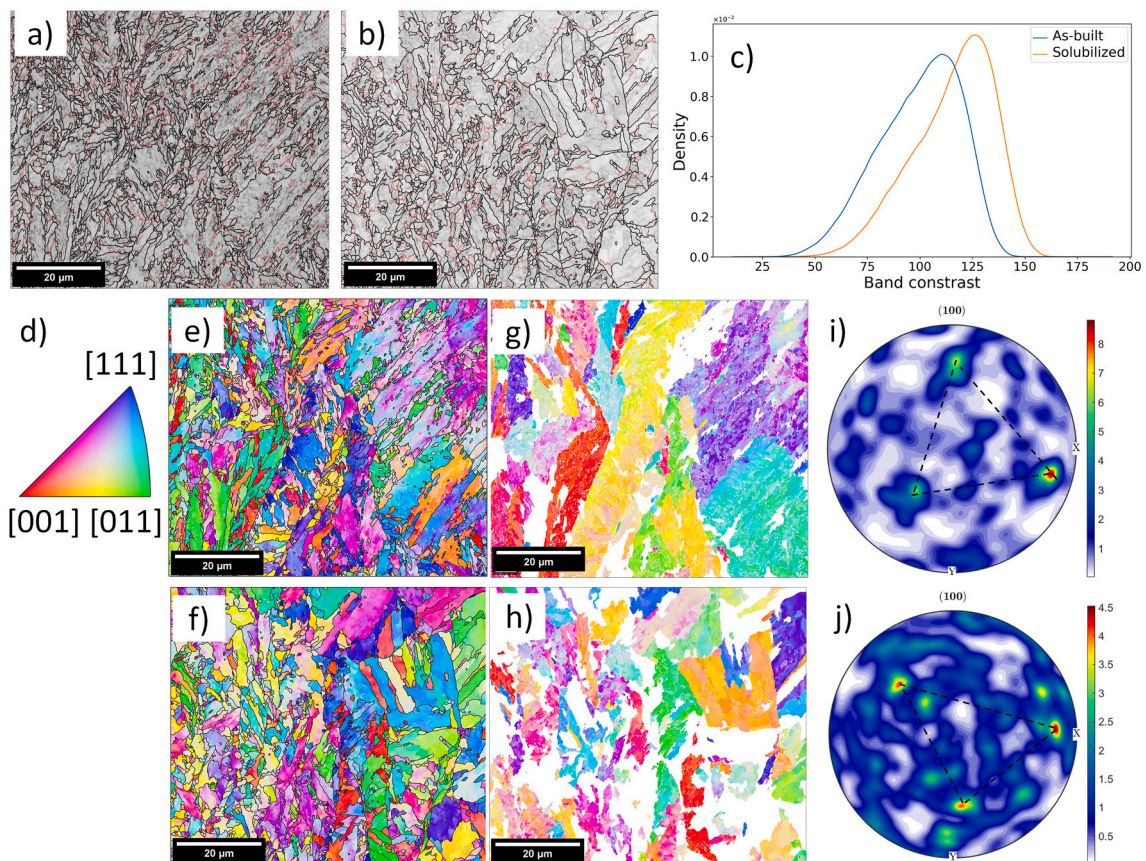 a)
20 µm
b)
20 µm
×10⁻²
1.0
0.8
0.6
0.4
0.2
0.0
Density
25 50 75 100 125 150 175 200
Band constrast
c)
As-built
Solubilized
d)
[111]
[001] [011]
e)
20 µm
g)
20 µm
i)
(100)
X
Y
8
7
6
5
4
3
2
1
f)
20 µm
h)
20 µm
j)
(100)
X
Y
4.5
4
3.5
3
2.5
2
1.5
1
0.5